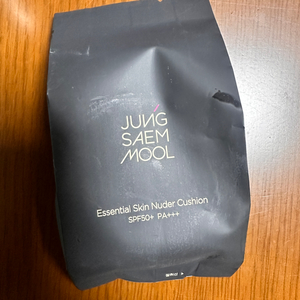 JUNG
SAEM
MOOL
Essential Skin Nuder Cushion
SPF50+ PA+++